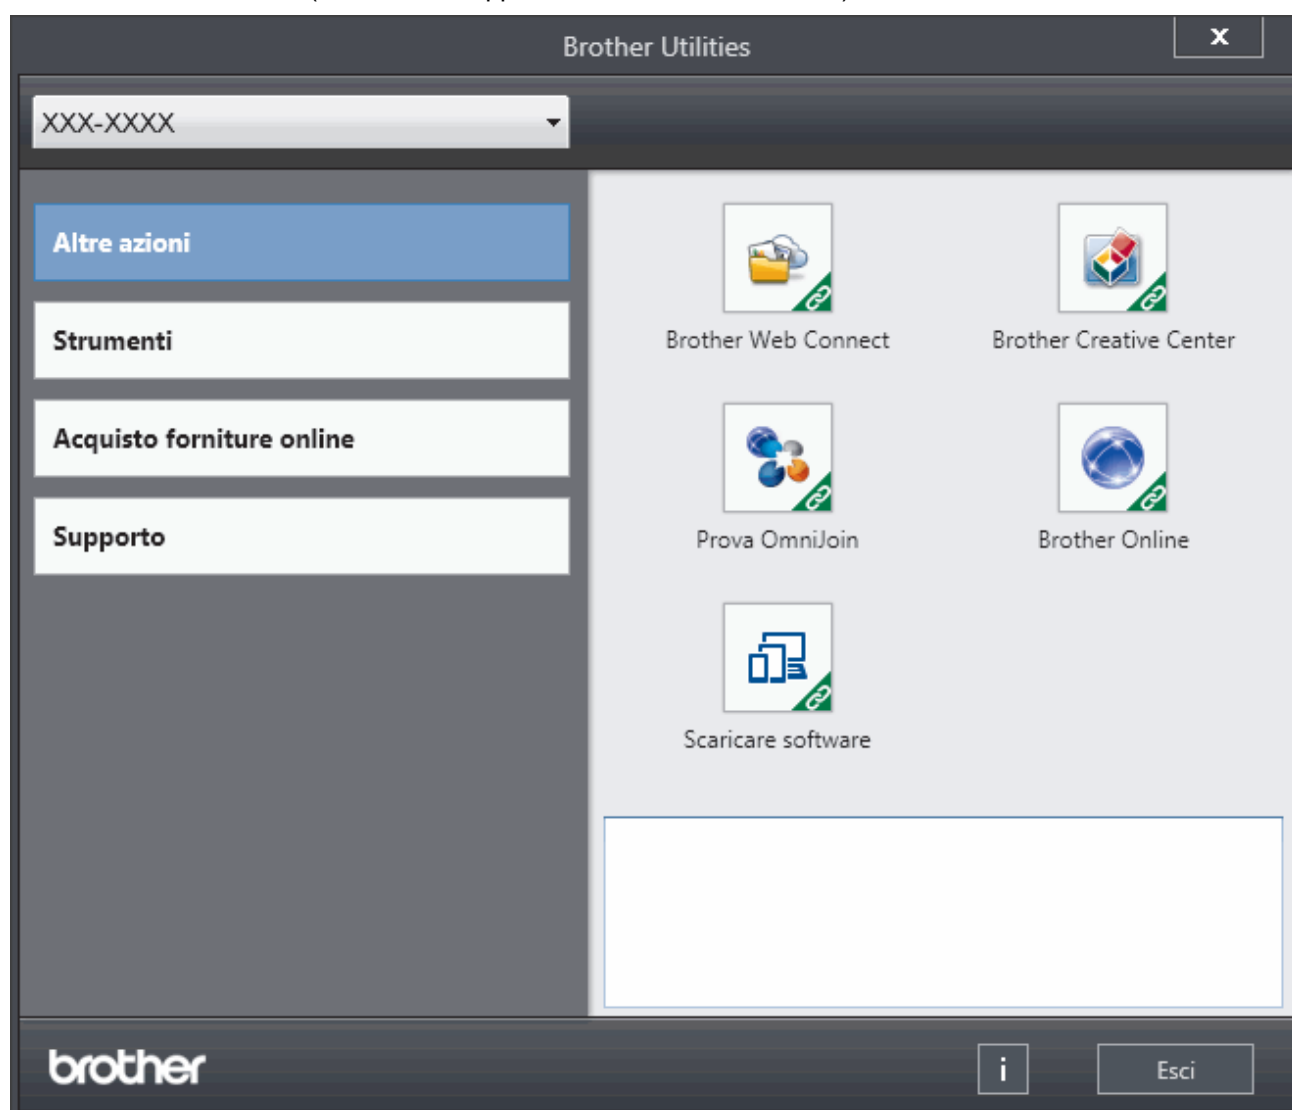 Brother Utilities
x
XXX-XXXX
Altre azioni
Strumenti
Acquisto forniture online
Supporto
Brother Web Connect
Brother Creative Center
Prova OmniJoin
Brother Online
Scaricare software
brother
i
Esci